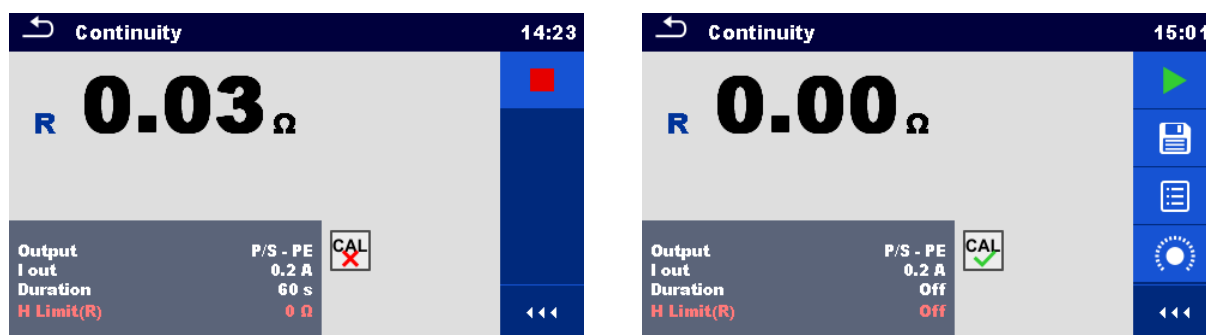 Continuity 14:23
R 0.03 Ω
Output P/S - PE
I out 0.2 A
Duration 60 s
H Limit(R) 0 Ω
CAL
Continuity 15:01
R 0.00 Ω
Output P/S - PE
I out 0.2 A
Duration Off
H Limit(R) Off
CAL